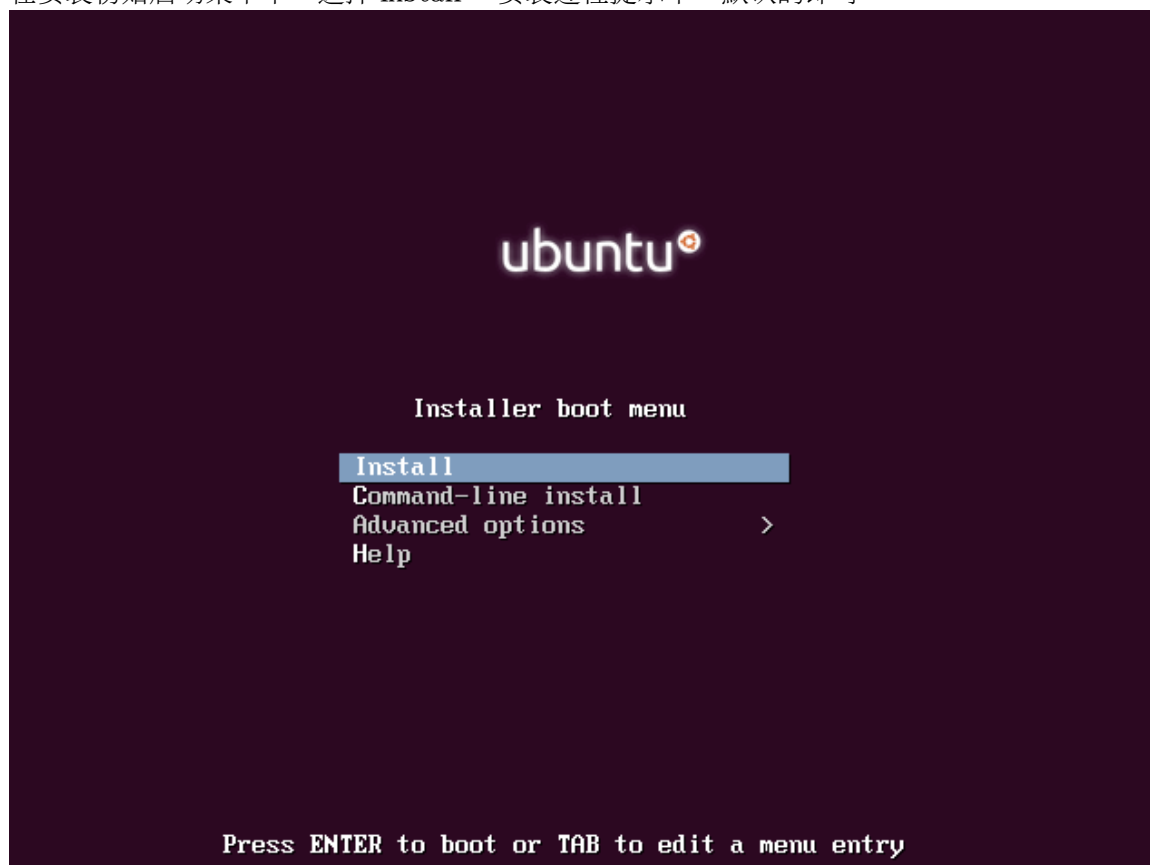 ubuntu
Installer boot menu
Install
Command-line install
Advanced options >
Help
Press ENTER to boot or TAB to edit a menu entry